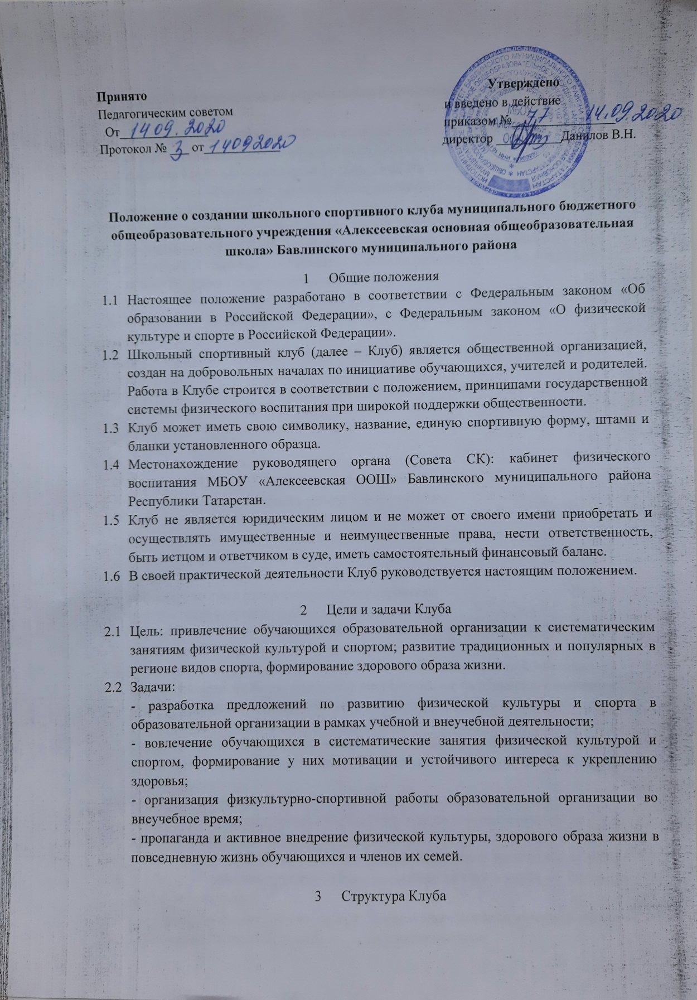 Принято
Педагогическим советом
От 14 09. 2020
Протокол № 3 от 14092020
Утверждено
и введено в действие
приказом № 77 14.09.2020
директор Данилов В.Н.
Положение о создании школьного спортивного клуба муниципального бюджетного
общеобразовательного учреждения «Алексеевская основная общеобразовательная
школа» Бавлинского муниципального района
1 Общие положения
1.1 Настоящее положение разработано в соответствии с Федеральным законом «Об
образовании в Российской Федерации», с Федеральным законом «О физической
культуре и спорте в Российской Федерации».
1.2 Школьный спортивный клуб (далее – Клуб) является общественной организацией,
создан на добровольных началах по инициативе обучающихся, учителей и родителей.
Работа в Клубе строится в соответствии с положением, принципами государственной
системы физического воспитания при широкой поддержки общественности.
1.3 Клуб может иметь свою символику, название, единую спортивную форму, штамп и
бланки установленного образца.
1.4 Местонахождение руководящего органа (Совета СК): кабинет физического
воспитания МБОУ «Алексеевская ООШ» Бавлинского муниципального района
Республики Татарстан.
1.5 Клуб не является юридическим лицом и не может от своего имени приобретать и
осуществлять имущественные и неимущественные права, нести ответственность,
быть истцом и ответчиком в суде, иметь самостоятельный финансовый баланс.
1.6 В своей практической деятельности Клуб руководствуется настоящим положением.
2 Цели и задачи Клуба
2.1 Цель: привлечение обучающихся образовательной организации к систематическим
занятиям физической культурой и спортом; развитие традиционных и популярных в
регионе видов спорта, формирование здорового образа жизни.
2.2 Задачи:
- разработка предложений по развитию физической культуры и спорта в
образовательной организации в рамках учебной и внеучебной деятельности;
- вовлечение обучающихся в систематические занятия физической культурой и
спортом, формирование у них мотивации и устойчивого интереса к укреплению
здоровья;
- организация физкультурно-спортивной работы образовательной организации во
внеучебное время;
- пропаганда и активное внедрение физической культуры, здорового образа жизни в
повседневную жизнь обучающихся и членов их семей.
3 Структура Клуба